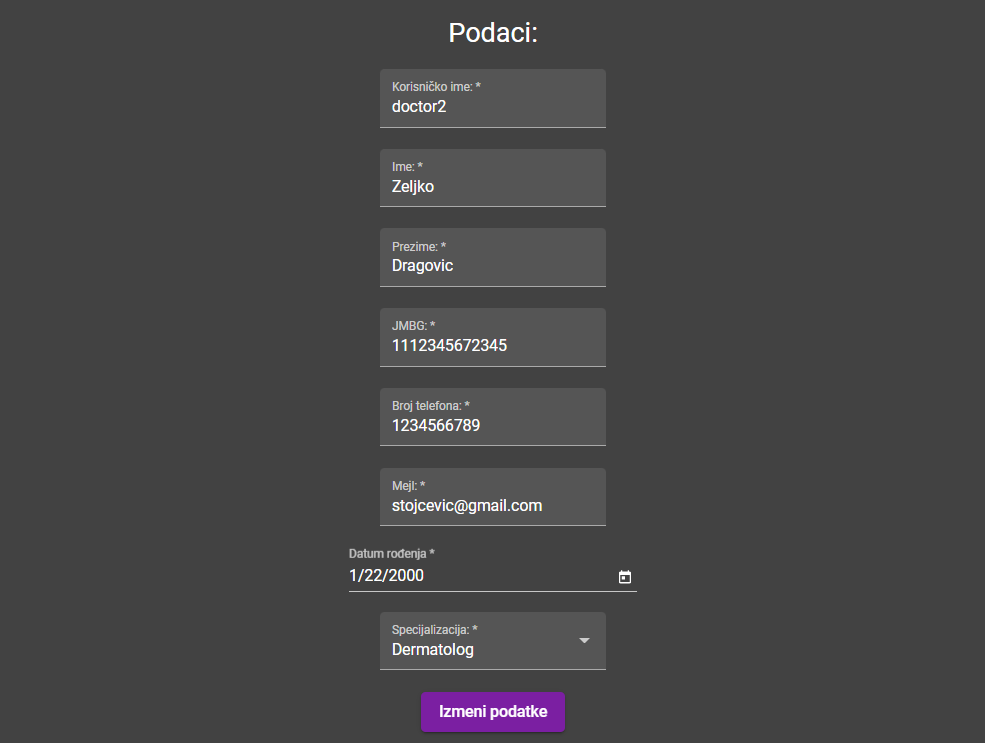 Podaci:
Korisničko ime: *
doctor2
Ime: *
Zeljko
Prezime: *
Dragovic
JMBG: *
1112345672345
Broj telefona: *
1234566789
Mejl: *
stojcevic@gmail.com
Datum rođenja *
1/22/2000
Specijalizacija: *
Dermatolog
Izmeni podatke